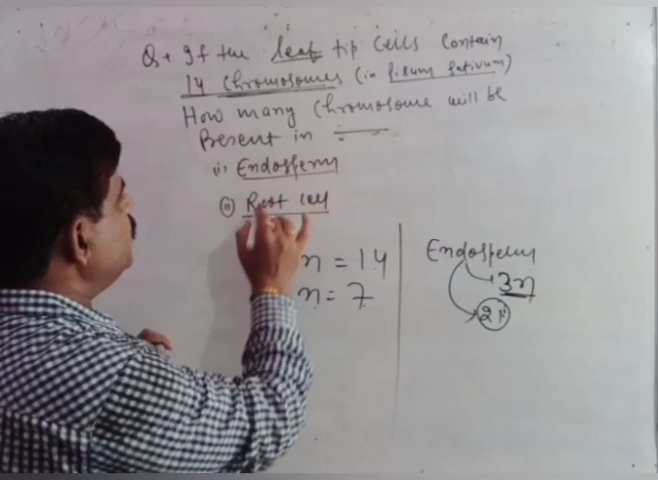 Q+ If the leaf tip cells contain
14 chromosomes (in Pisum sativum)
How many chromosome will be
Present in
(i) Endosperm
(ii) Root cell
n = 14
n = 7
Endosperm
3n
21